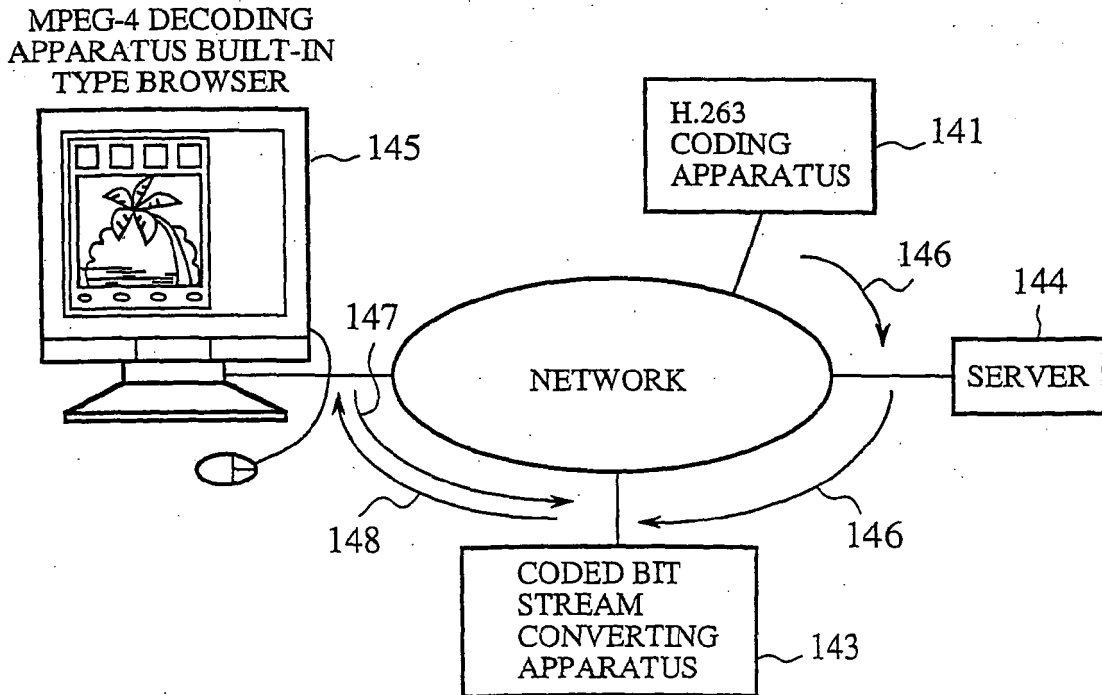 MPEG-4 DECODING
APPARATUS BUILT-IN
TYPE BROWSER
145
H.263
CODING
APPARATUS
141
146
144
SERVER
147
NETWORK
148
146
CODED BIT
STREAM
CONVERTING
APPARATUS
143